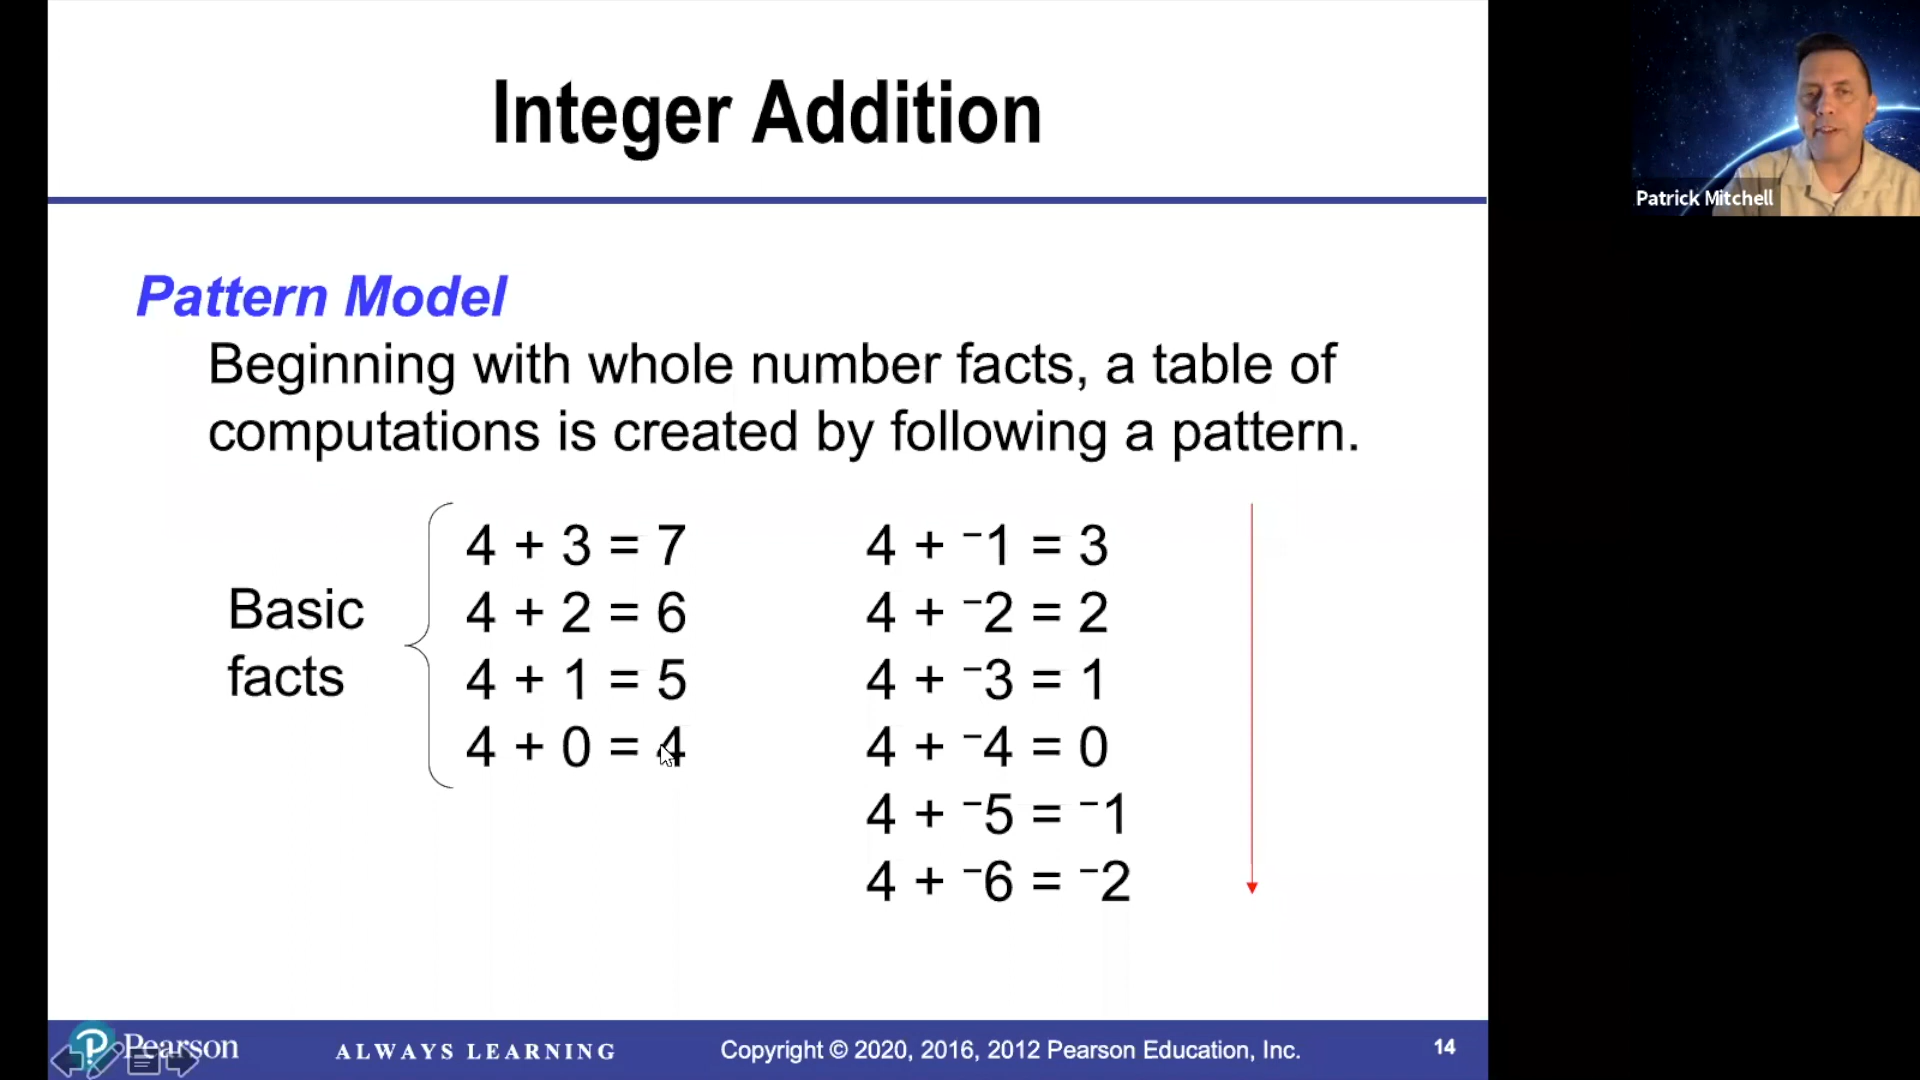 Integer Addition
Patrick Mitchell
Pattern Model
Beginning with whole number facts, a table of
computations is created by following a pattern.
Basic
facts
4 + 3 = 7
4 + 2 = 6
4 + 1 = 5
4 + 0 = 4
4 + ⁻1 = 3
4 + ⁻2 = 2
4 + ⁻3 = 1
4 + ⁻4 = 0
4 + ⁻5 = ⁻1
4 + ⁻6 = ⁻2
Pearson
ALWAYS LEARNING
Copyright © 2020, 2016, 2012 Pearson Education, Inc.
14